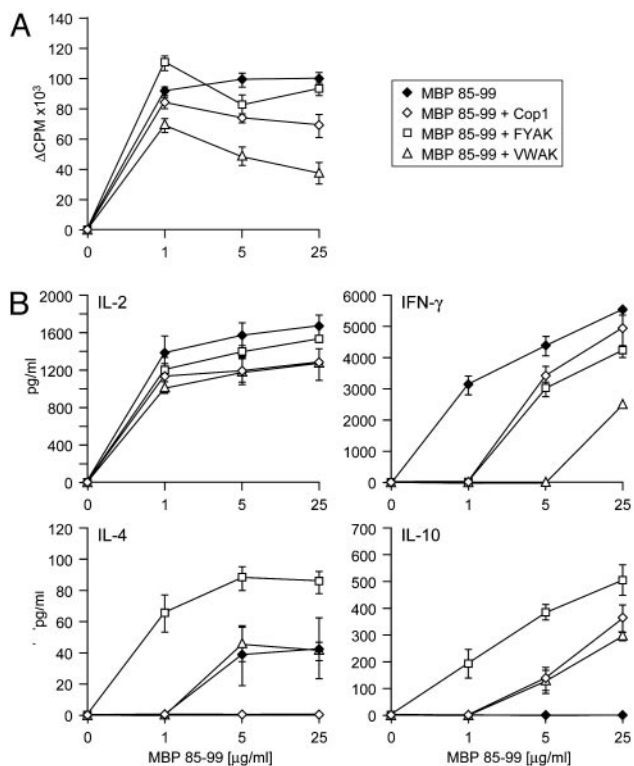 A
140
120
100
80
60
40
20
0
ΔCPM x10³
0 1 5 25
MBP 85-99
MBP 85-99 + Cop1
MBP 85-99 + FYAK
MBP 85-99 + VWAK
B
IL-2
2000
1600
1200
800
400
0
pg/ml
0 1 5 25
IFN-γ
6000
5000
4000
3000
2000
1000
0
0 1 5 25
IL-4
120
100
80
60
40
20
0
pg/ml
0 1 5 25
MBP 85-99 [μg/ml]
IL-10
700
600
500
400
300
200
100
0
0 1 5 25
MBP 85-99 [μg/ml]